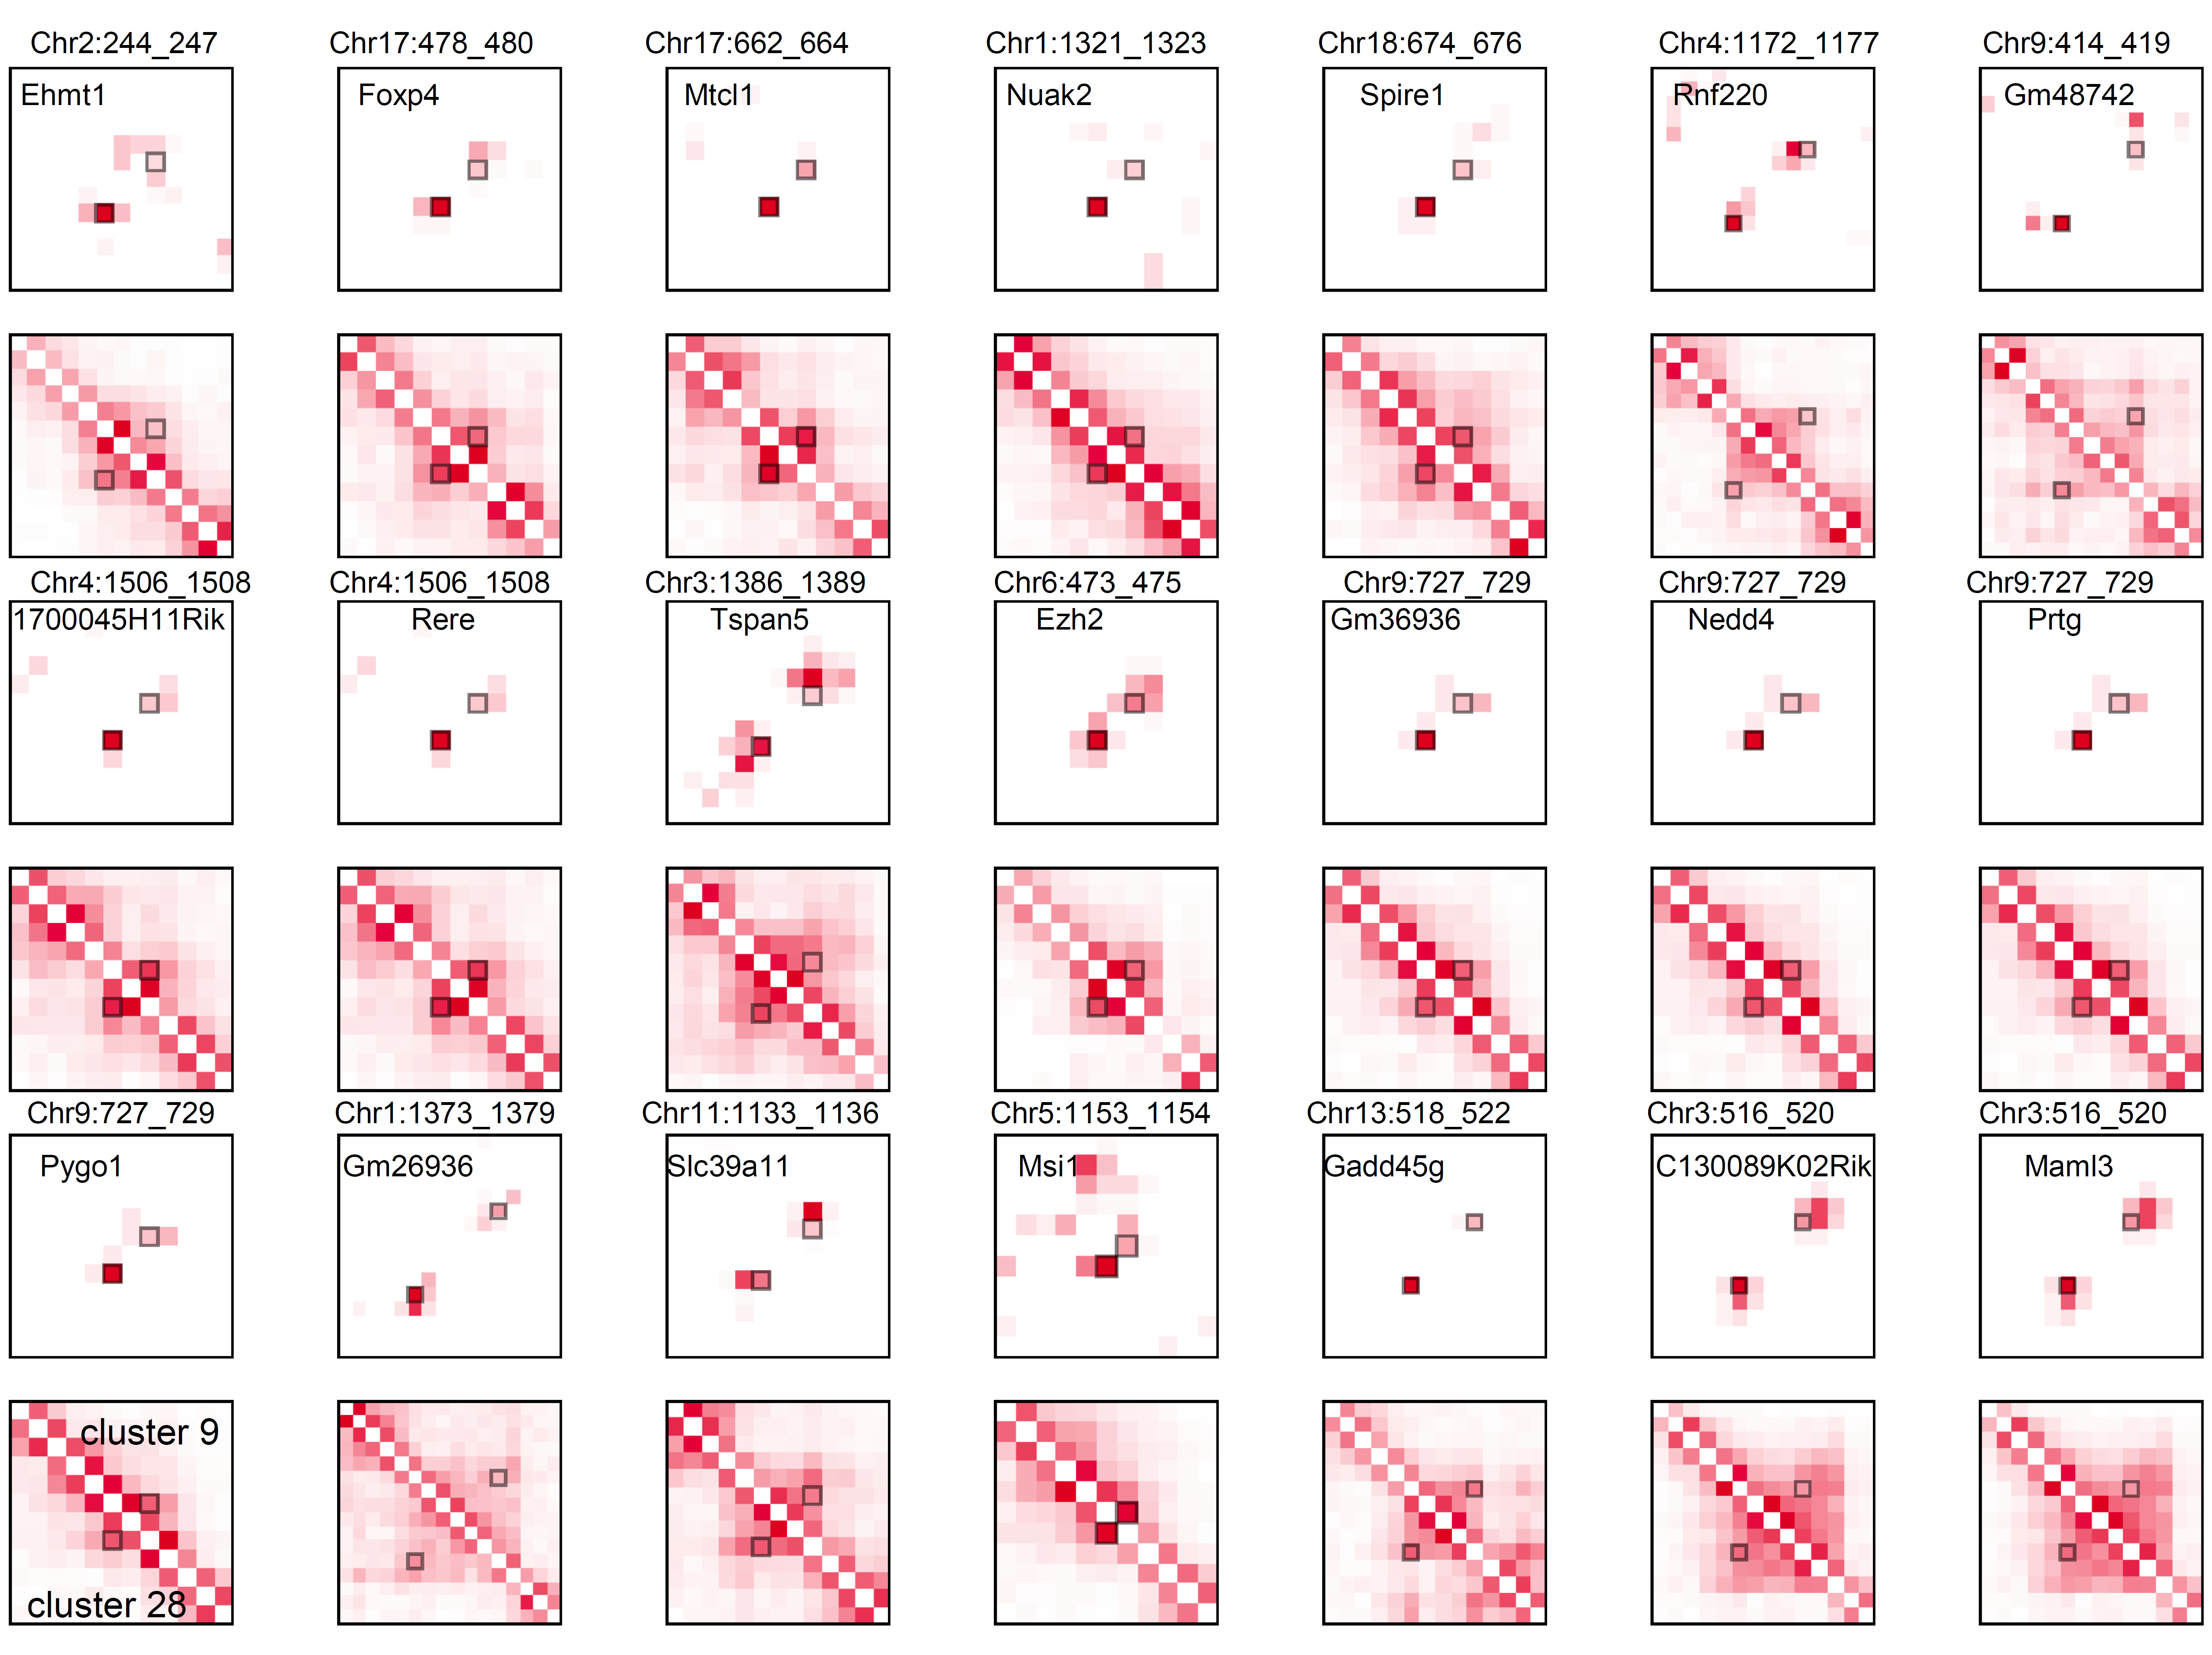 Chr2:244_247 Chr17:478_480 Chr17:662_664 Chr1:1321_1323 Chr18:674_676 Chr4:1172_1177 Chr9:414_419
Ehmt1 Foxp4 Mtcl1 Nuak2 Spire1 Rnf220 Gm48742
Chr4:1506_1508 Chr4:1506_1508 Chr3:1386_1389 Chr6:473_475 Chr9:727_729 Chr9:727_729 Chr9:727_729
1700045H11Rik Rere Tspan5 Ezh2 Gm36936 Nedd4 Prtg
Chr9:727_729 Chr1:1373_1379 Chr11:1133_1136 Chr5:1153_1154 Chr13:518_522 Chr3:516_520 Chr3:516_520
Pygo1 Gm26936 Slc39a11 Msi1 Gadd45g C130089K02Rik Maml3
cluster 9
cluster 28